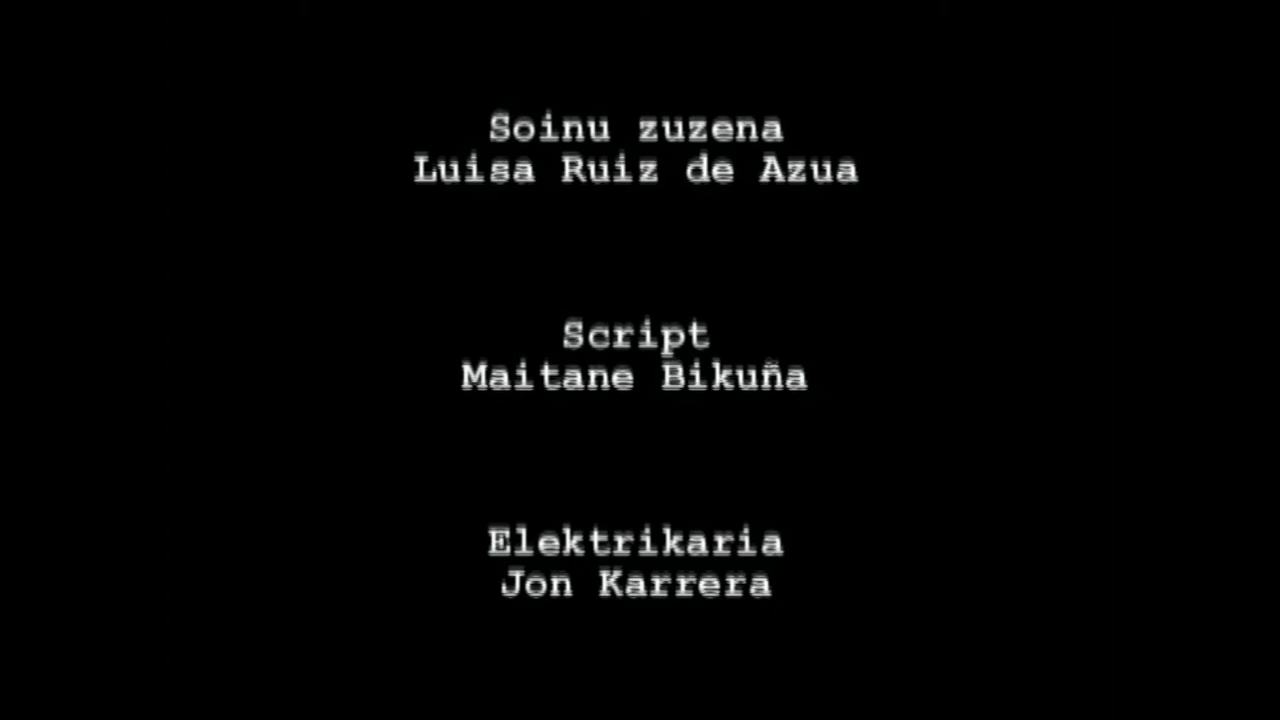 Soinu zuzena
Luisa Ruiz de Azua
Script
Maitane Bikuña
Elektrikaria
Jon Karrera